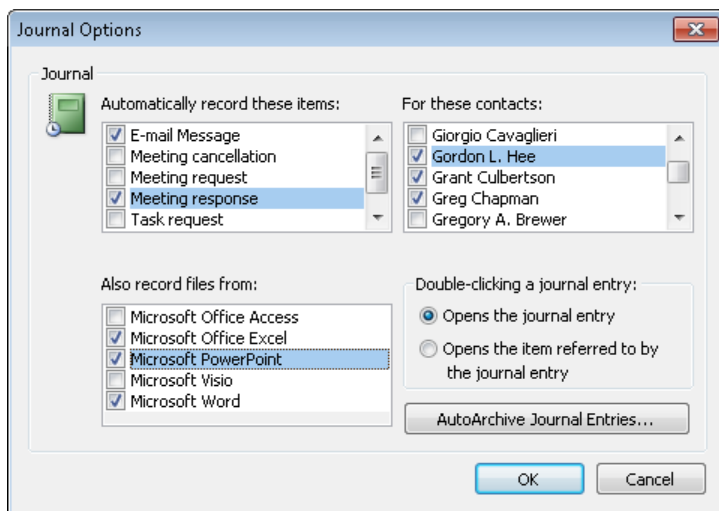 Journal Options
Journal
Automatically record these items:
E-mail Message
Meeting cancellation
Meeting request
Meeting response
Task request
For these contacts:
Giorgio Cavaglieri
Gordon L. Hee
Grant Culbertson
Greg Chapman
Gregory A. Brewer
Also record files from:
Microsoft Office Access
Microsoft Office Excel
Microsoft PowerPoint
Microsoft Visio
Microsoft Word
Double-clicking a journal entry:
Opens the journal entry
Opens the item referred to by
the journal entry
AutoArchive Journal Entries...
OK
Cancel